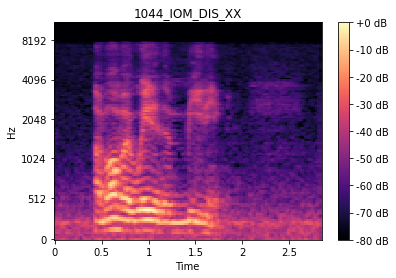 1044_IOM_DIS_XX
+0 dB
8192
-10 dB
4096
-20 dB
-30 dB
2048
-40 dB
Hz
1024
-50 dB
-60 dB
512
-70 dB
0
-80 dB
0 0.5 1 1.5 2 2.5
Time